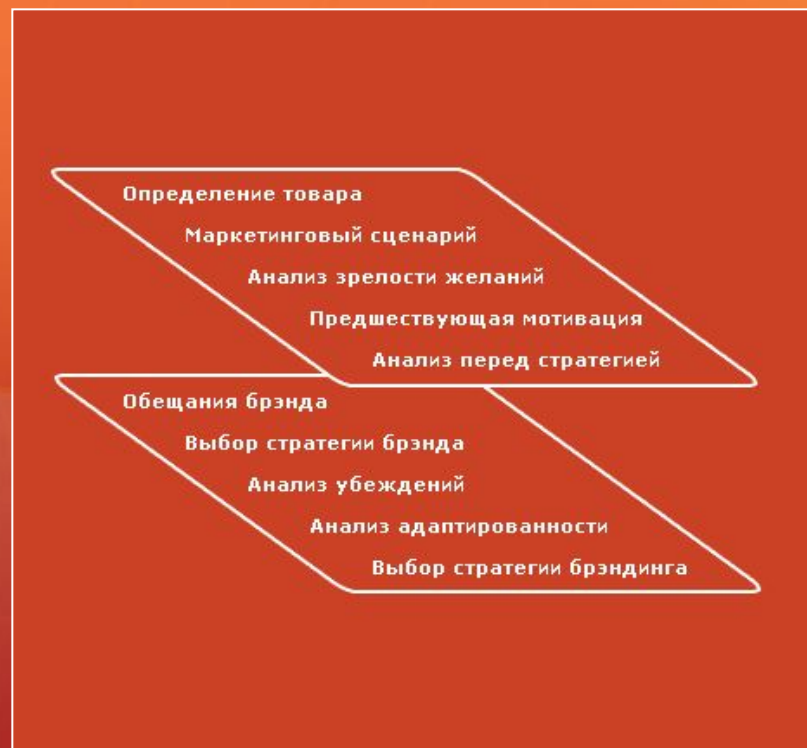 Определение товара
Маркетинговый сценарий
Анализ зрелости желаний
Предшествующая мотивация
Анализ перед стратегией
Обещания брэнда
Выбор стратегии брэнда
Анализ убеждений
Анализ адаптированности
Выбор стратегии брэндинга